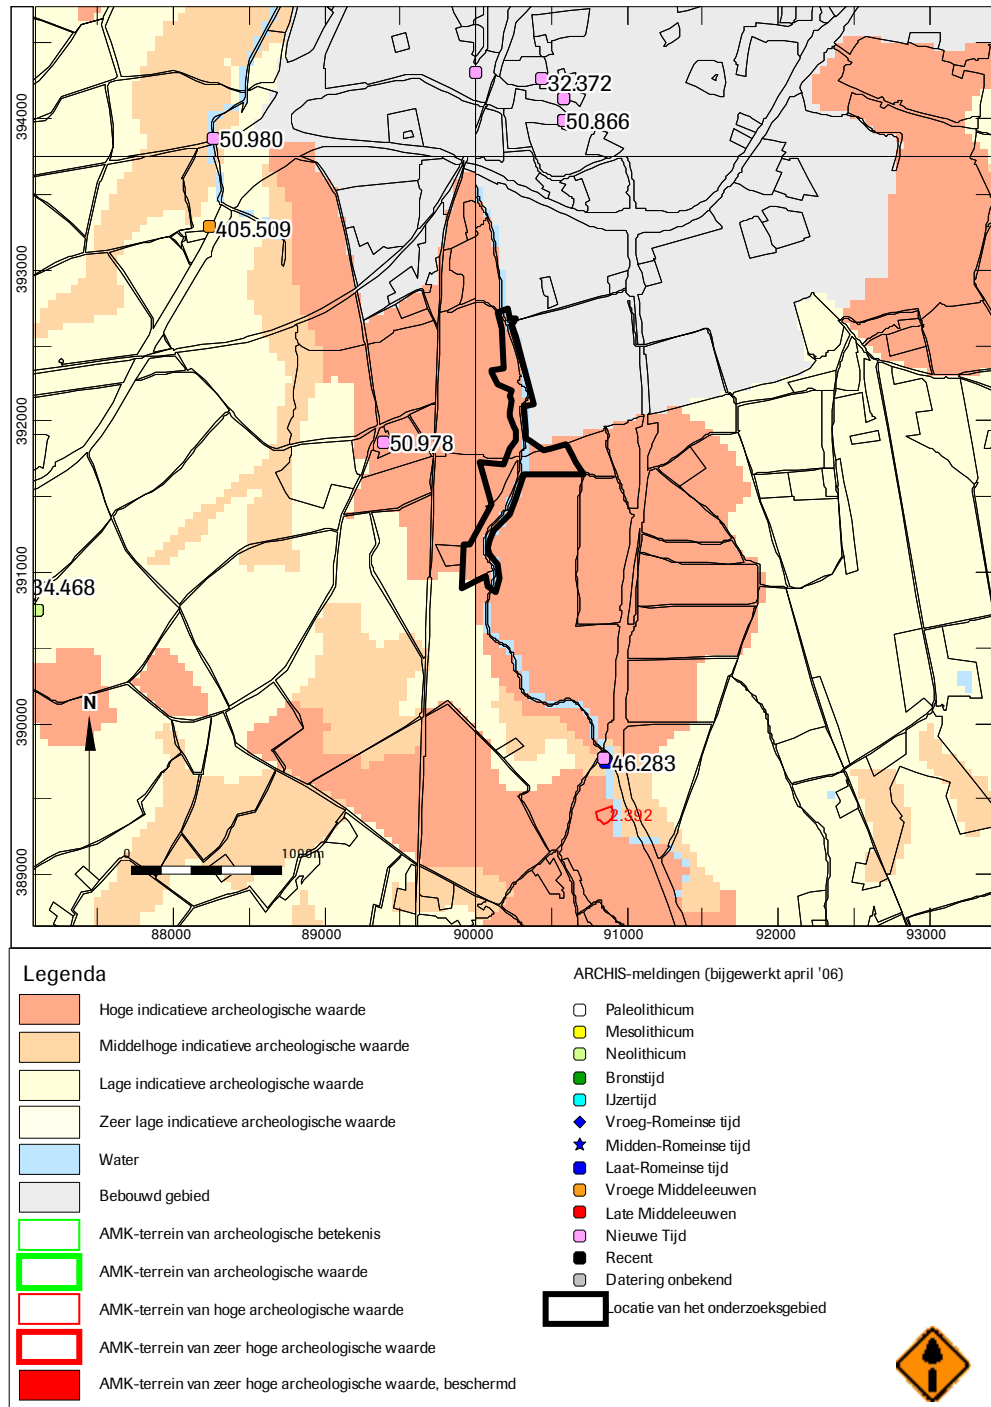 394000
393000
392000
391000
390000
389000
32.372
50.866
50.980
405.509
50.978
34.468
46.283
2.392
N
0
1000m
88000
89000
90000
91000
92000
93000
Legenda
Hoge indicatieve archeologische waarde
Middelhoge indicatieve archeologische waarde
Lage indicatieve archeologische waarde
Zeer lage indicatieve archeologische waarde
Water
Bebouwd gebied
AMK-terrein van archeologische betekenis
AMK-terrein van archeologische waarde
AMK-terrein van hoge archeologische waarde
AMK-terrein van zeer hoge archeologische waarde
AMK-terrein van zeer hoge archeologische waarde, beschermd
ARCHIS-meldingen (bijgewerkt april '06)
Paleolithicum
Mesolithicum
Neolithicum
Bronstijd
IJzertijd
Vroeg-Romeinse tijd
Midden-Romeinse tijd
Laat-Romeinse tijd
Vroege Middeleeuwen
Late Middeleeuwen
Nieuwe Tijd
Recent
Datering onbekend
Locatie van het onderzoeksgebied